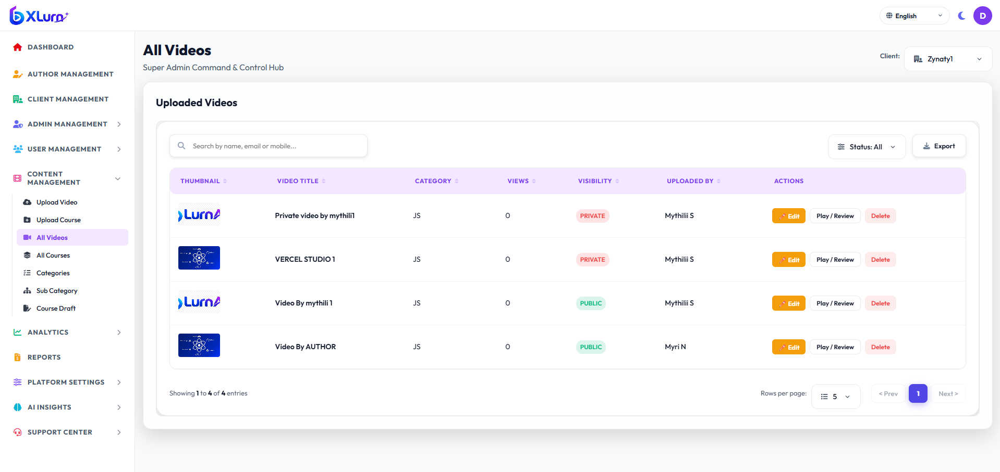 XLurn
English
D
DASHBOARD
AUTHOR MANAGEMENT
CLIENT MANAGEMENT
ADMIN MANAGEMENT
USER MANAGEMENT
CONTENT
MANAGEMENT
Upload Video
Upload Course
All Videos
All Courses
Categories
Sub Category
Course Draft
ANALYTICS
REPORTS
PLATFORM SETTINGS
AI INSIGHTS
SUPPORT CENTER
All Videos
Super Admin Command & Control Hub
Client: Zynaty1
Uploaded Videos
Search by name, email or mobile...
Status: All
Export
THUMBNAIL VIDEO TITLE CATEGORY VIEWS VISIBILITY UPLOADED BY ACTIONS
Lurn Private video by mythili1 JS 0 PRIVATE Mythilii S Edit Play / Review Delete
VERCEL STUDIO 1 JS 0 PRIVATE Mythilii S Edit Play / Review Delete
Lurn Video By mythili 1 JS 0 PUBLIC Mythilii S Edit Play / Review Delete
Video By AUTHOR JS 0 PUBLIC Myri N Edit Play / Review Delete
Showing 1 to 4 of 4 entries
Rows per page: 5 < Prev 1 Next >